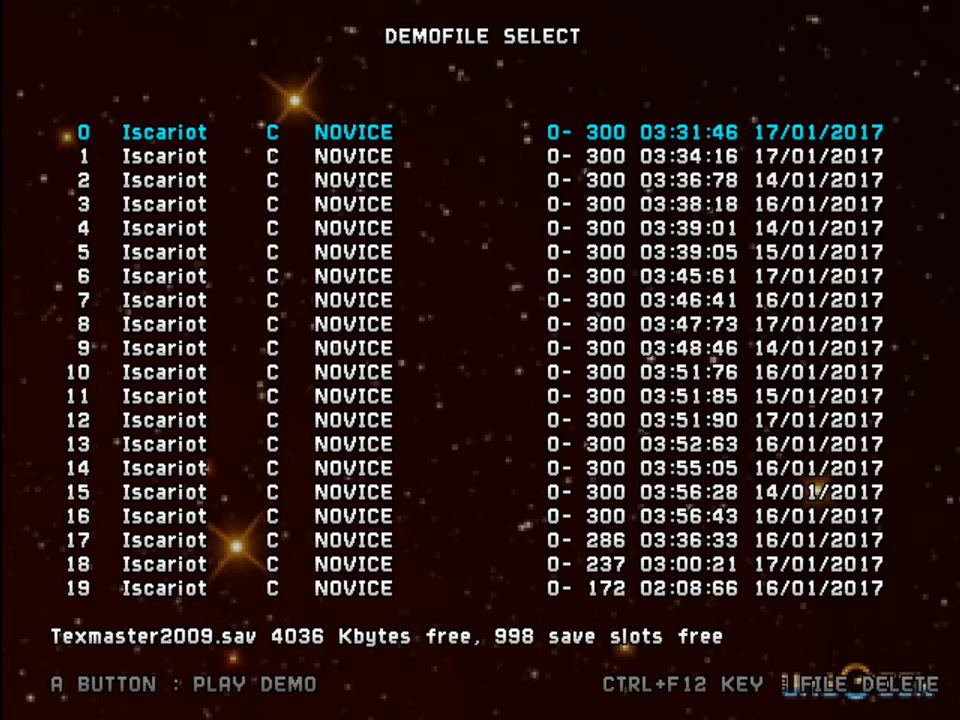 DEMOFILE SELECT
0 Iscariot C NOVICE 0- 300 03:31:46 17/01/2017
1 Iscariot C NOVICE 0- 300 03:34:16 17/01/2017
2 Iscariot C NOVICE 0- 300 03:36:78 14/01/2017
3 Iscariot C NOVICE 0- 300 03:38:18 16/01/2017
4 Iscariot C NOVICE 0- 300 03:39:01 14/01/2017
5 Iscariot C NOVICE 0- 300 03:39:05 15/01/2017
6 Iscariot C NOVICE 0- 300 03:45:61 17/01/2017
7 Iscariot C NOVICE 0- 300 03:46:41 16/01/2017
8 Iscariot C NOVICE 0- 300 03:47:73 17/01/2017
9 Iscariot C NOVICE 0- 300 03:48:46 14/01/2017
10 Iscariot C NOVICE 0- 300 03:51:76 16/01/2017
11 Iscariot C NOVICE 0- 300 03:51:85 15/01/2017
12 Iscariot C NOVICE 0- 300 03:51:90 17/01/2017
13 Iscariot C NOVICE 0- 300 03:52:63 16/01/2017
14 Iscariot C NOVICE 0- 300 03:55:05 16/01/2017
15 Iscariot C NOVICE 0- 300 03:56:28 14/01/2017
16 Iscariot C NOVICE 0- 300 03:56:43 16/01/2017
17 Iscariot C NOVICE 0- 286 03:36:33 16/01/2017
18 Iscariot C NOVICE 0- 237 03:00:21 17/01/2017
19 Iscariot C NOVICE 0- 172 02:08:66 16/01/2017
Texmaster2009.sav 4036 Kbytes free, 998 save slots free
A BUTTON : PLAY DEMO CTRL+F12 KEY : FILE DELETE